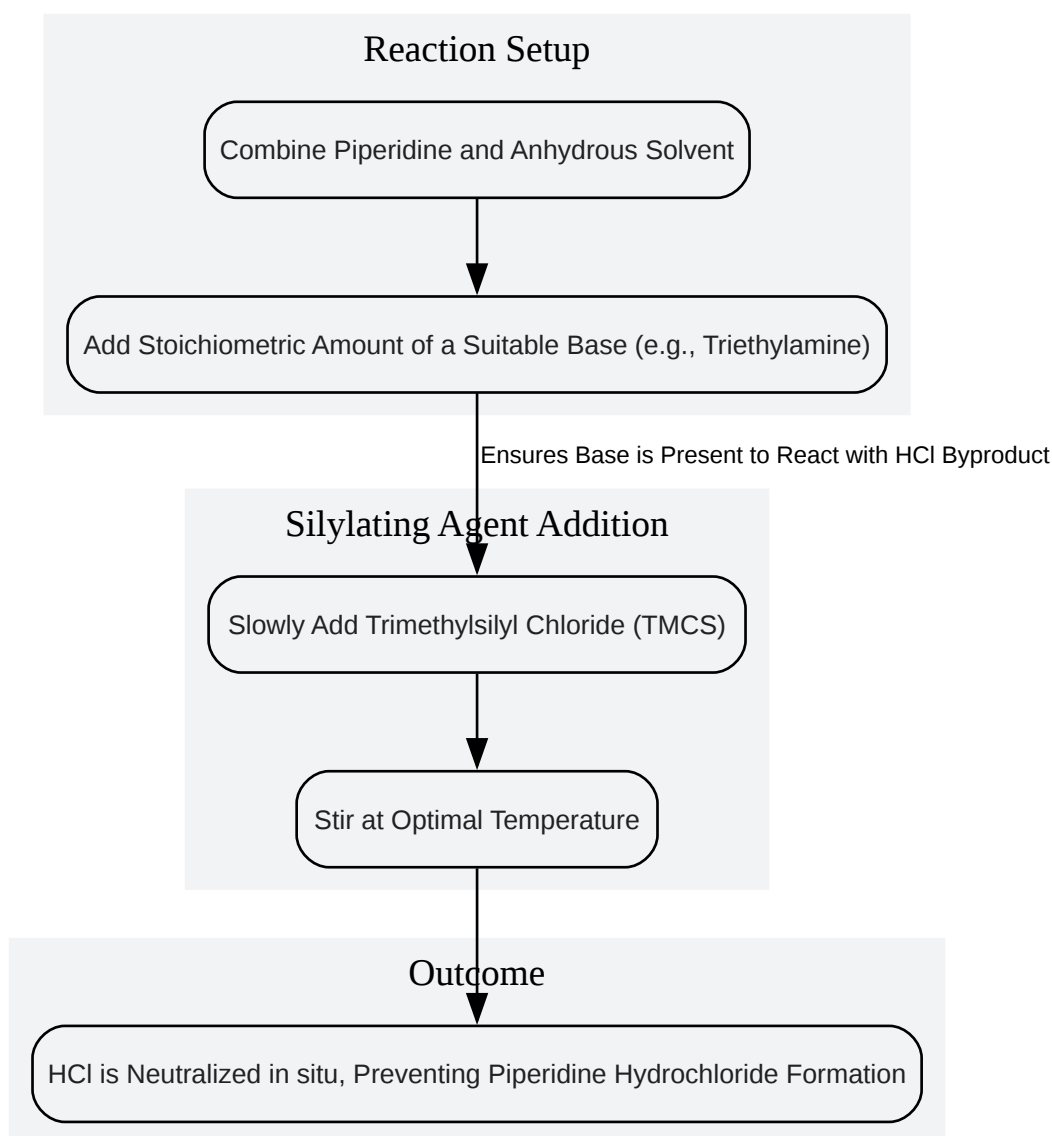 Reaction Setup
Combine Piperidine and Anhydrous Solvent
Add Stoichiometric Amount of a Suitable Base (e.g., Triethylamine)
Ensures Base is Present to React with HCl Byproduct
Silylating Agent Addition
Slowly Add Trimethylsilyl Chloride (TMCS)
Stir at Optimal Temperature
Outcome
HCl is Neutralized in situ, Preventing Piperidine Hydrochloride Formation